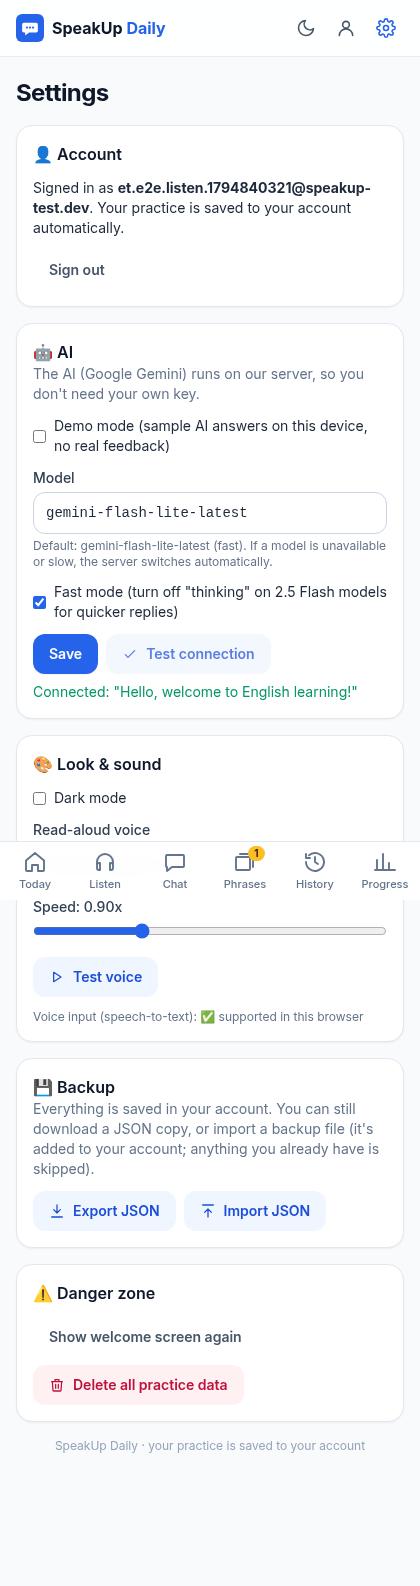 SpeakUp Daily
Settings
👤 Account
Signed in as et.e2e.listen.1794840321@speakup-
test.dev. Your practice is saved to your account
automatically.
Sign out
🤖 AI
The AI (Google Gemini) runs on our server, so you
don't need your own key.
Demo mode (sample AI answers on this device,
no real feedback)
Model
gemini-flash-lite-latest
Default: gemini-flash-lite-latest (fast). If a model is unavailable
or slow, the server switches automatically.
Fast mode (turn off "thinking" on 2.5 Flash models
for quicker replies)
Save
Test connection
Connected: "Hello, welcome to English learning!"
🎨 Look & sound
Dark mode
Read-aloud voice
1
Today
Listen
Chat
Phrases
History
Progress
Speed: 0.90x
Test voice
Voice input (speech-to-text): ✅ supported in this browser
💾 Backup
Everything is saved in your account. You can still
download a JSON copy, or import a backup file (it's
added to your account; anything you already have is
skipped).
Export JSON
Import JSON
⚠️ Danger zone
Show welcome screen again
Delete all practice data
SpeakUp Daily · your practice is saved to your account